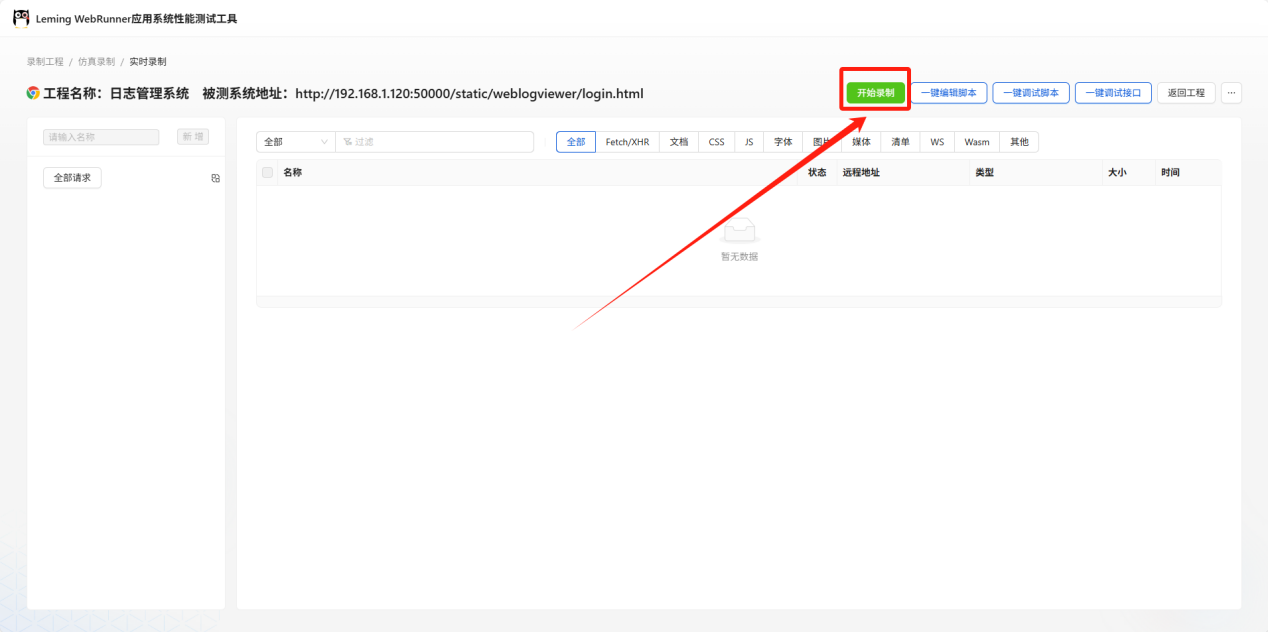 Leming WebRunner应用系统性能测试工具
录制工程 / 仿真录制 / 实时录制
工程名称：日志管理系统 被测系统地址：http://192.168.1.120:50000/static/weblogviewer/login.html
开始录制 一键编辑脚本 一键调试脚本 一键调试接口 返回工程 ···
请输入名称 新 增
全部请求
全部 过滤
全部 Fetch/XHR 文档 CSS JS 字体 图片 媒体 清单 WS Wasm 其他
名称 状态 远程地址 类型 大小 时间
暂无数据